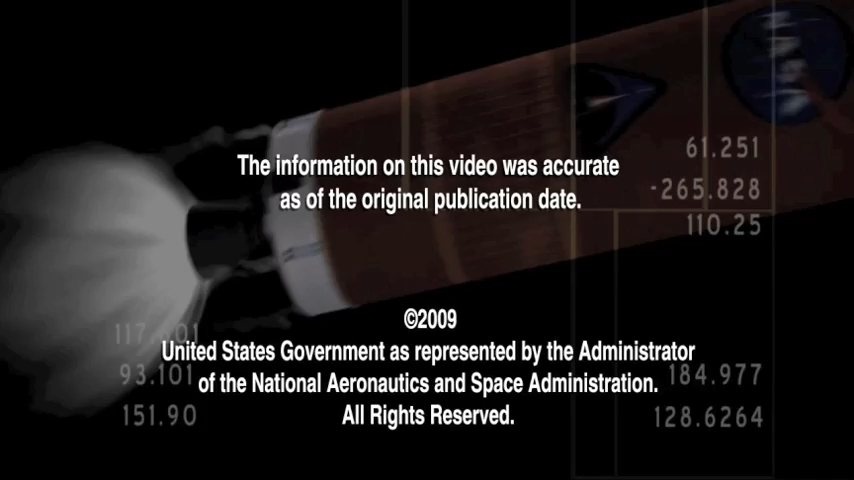 61.251
The information on this video was accurate
-265.828
as of the original publication date.
110.25
©2009
United States Government as represented by the Administrator
93.101
of the National Aeronautics and Space Administration.
184.977
151.90
All Rights Reserved.
128.6264